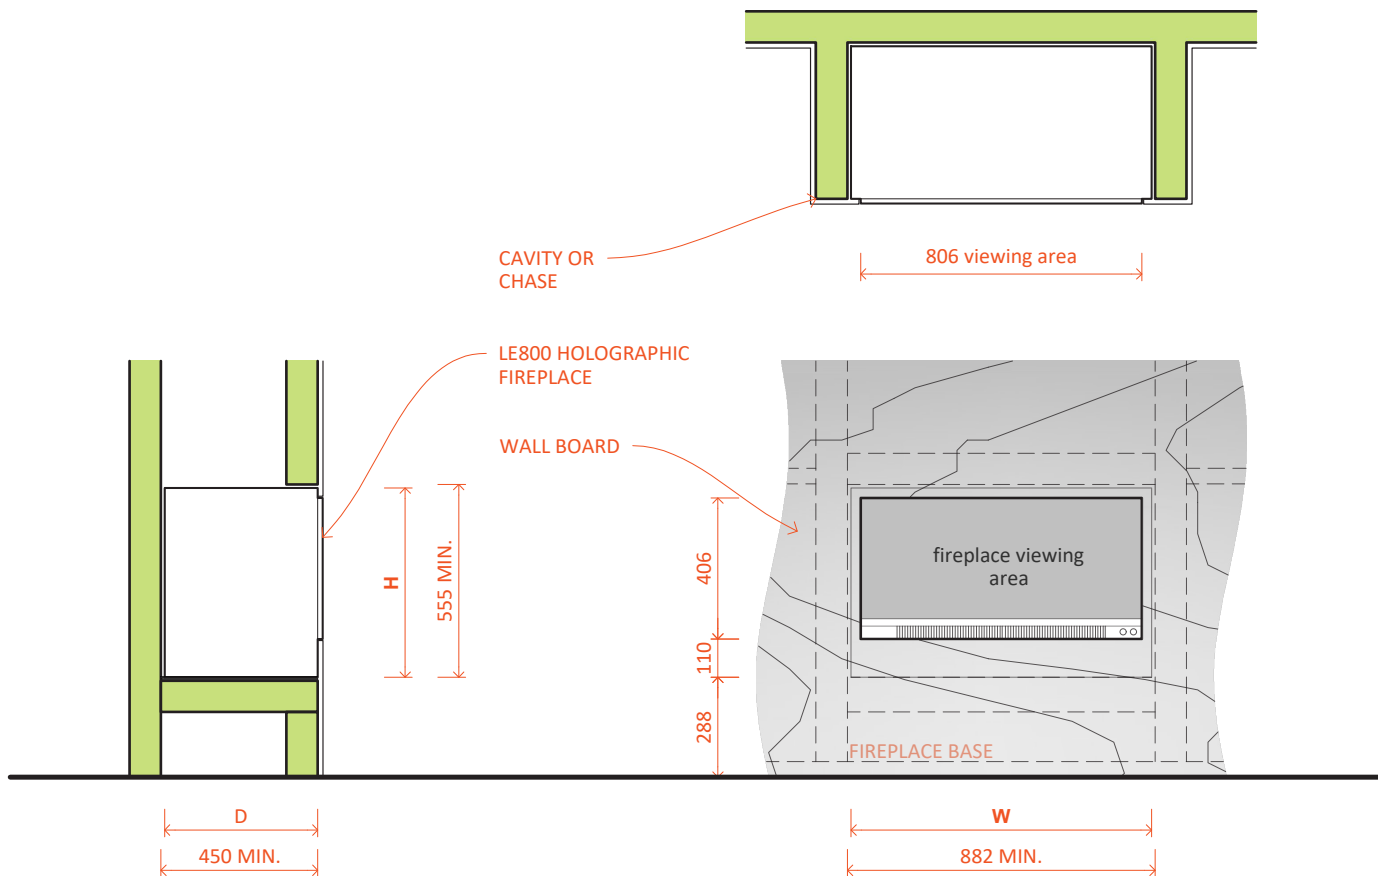 CAVITY OR
CHASE
806 viewing area
LE800 HOLOGRAPHIC
FIREPLACE
WALL BOARD
H
555 MIN.
406
110
288
fireplace viewing
area
FIREPLACE BASE
D
450 MIN.
W
882 MIN.